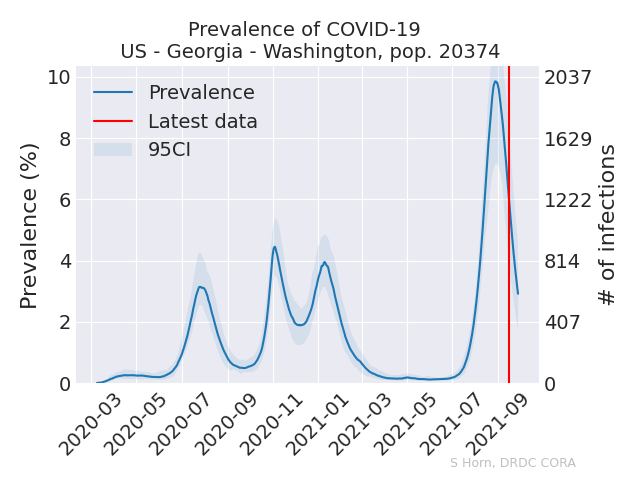 Prevalence of COVID-19
US - Georgia - Washington, pop. 20374
Prevalence
Latest data
95CI
Prevalence (%)
10
8
6
4
2
0
2037
1629
1222
814
407
0
# of infections
2020-03
2020-05
2020-07
2020-09
2020-11
2021-01
2021-03
2021-05
2021-07
2021-09
S Horn, DRDC CORA